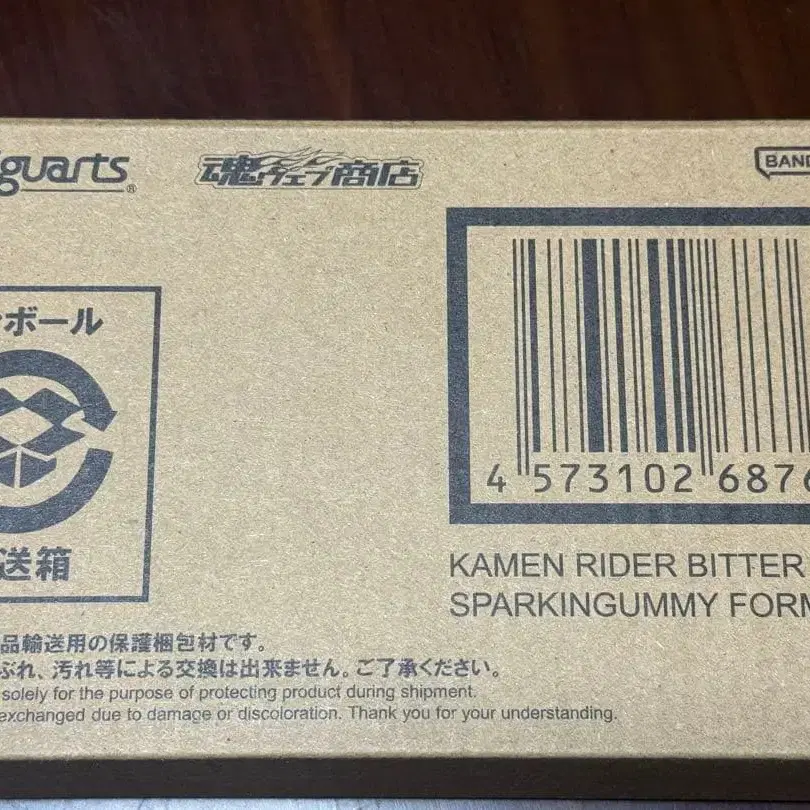 guarts®
魂ウェブ商店
BAND
ボール
送箱
4 573102 6876
KAMEN RIDER BITTER
SPARKINGUMMY FORM
品輸送用の保護梱包材です。
ぶれ、汚れ等による交換は出来ません。ご了承ください。
solely for the purpose of protecting product during shipment.
exchanged due to damage or discoloration. Thank you for your understanding.